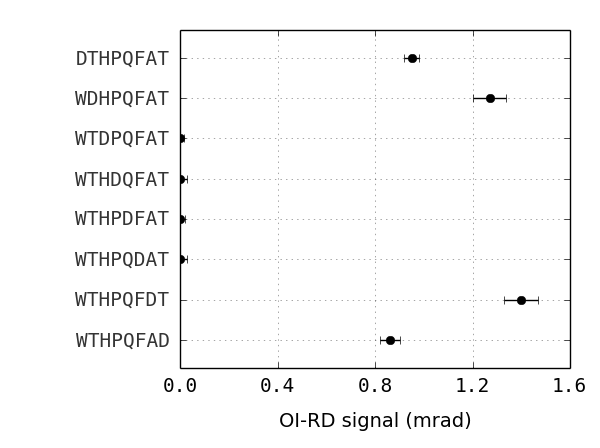 DTHPQFAT
WDHPQFAT
WTDPQFAT
WTHDQFAT
WTHPDFAT
WTHPQDAT
WTHPQFDT
WTHPQFAD
0.0 0.4 0.8 1.2 1.6
OI-RD signal (mrad)